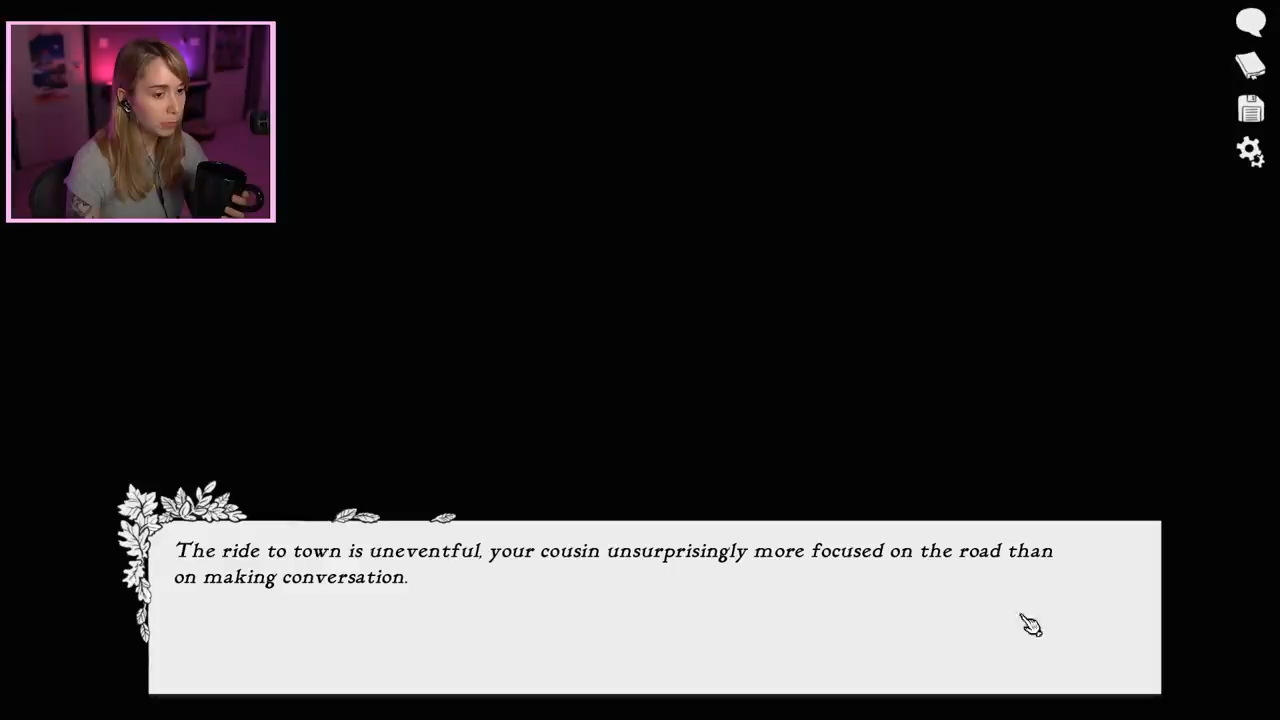 The ride to town is uneventful, your cousin unsurprisingly more focused on the road than
on making conversation.